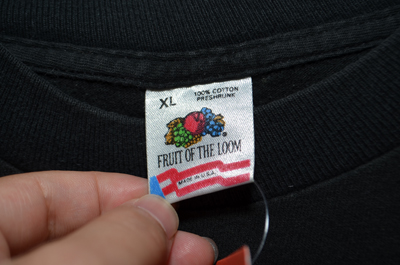 XL
100% COTTON
PRESHRUNK
®
FRUIT OF THE LOOM
MADE IN U.S.A.